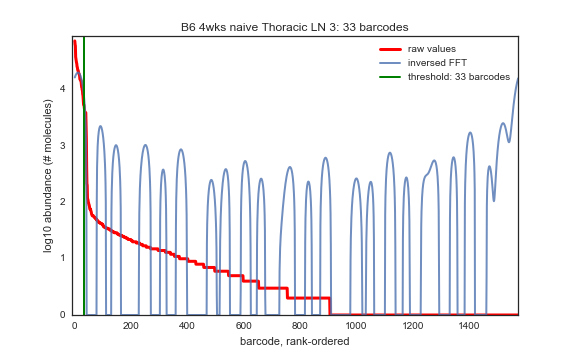 B6 4wks naive Thoracic LN 3: 33 barcodes
raw values
inversed FFT
threshold: 33 barcodes
log10 abundance (# molecules)
4
3
2
1
0
0 200 400 600 800 1000 1200 1400
barcode, rank-ordered